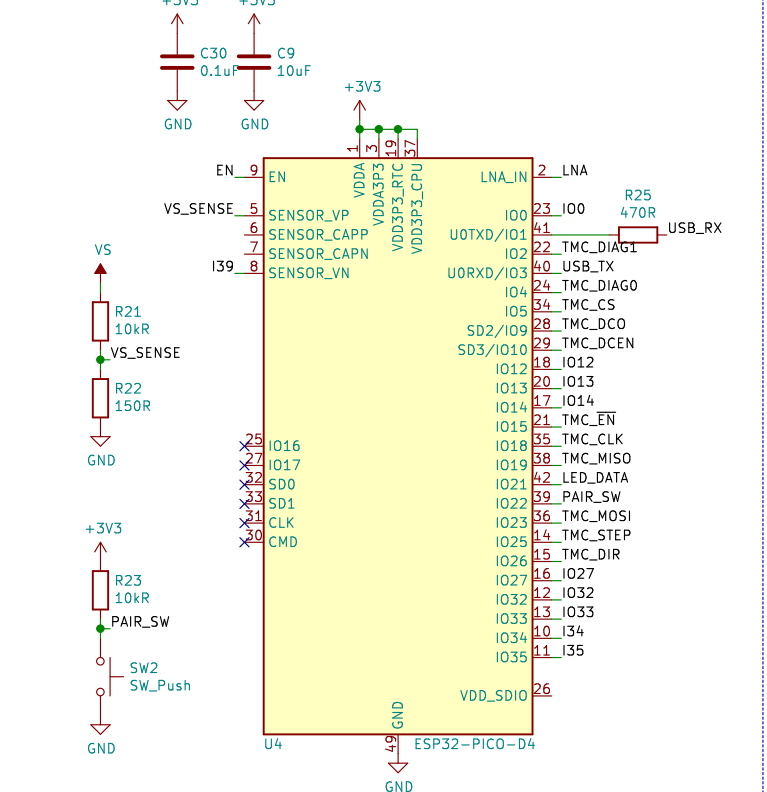 +3V3
+3V3
C30
0.1uF
C9
10uF
GND
GND
+3V3
1
3
19
37
VDDA
VDDA3P3
VDD3P3_RTC
VDD3P3_CPU
EN 9 EN
LNA_IN 2 LNA
VS_SENSE 5 SENSOR_VP
6 SENSOR_CAPP
7 SENSOR_CAPN
I39 8 SENSOR_VN
IO0 23 IO0
U0TXD/IO1 41
R25
470R
USB_RX
IO2 22 TMC_DIAG1
U0RXD/IO3 40 USB_TX
IO4 24 TMC_DIAG0
IO5 34 TMC_CS
SD2/IO9 28 TMC_DCO
SD3/IO10 29 TMC_DCEN
IO12 18 IO12
IO13 20 IO13
IO14 17 IO14
IO15 21 TMC_EN
IO18 35 TMC_CLK
IO19 38 TMC_MISO
IO21 42 LED_DATA
IO22 39 PAIR_SW
IO23 36 TMC_MOSI
IO25 14 TMC_STEP
IO26 15 TMC_DIR
IO27 16 IO27
IO32 12 IO32
IO33 13 IO33
IO34 10 I34
IO35 11 I35
VDD_SDIO 26
VS
R21
10kR
VS_SENSE
R22
150R
GND
25 IO16
27 IO17
32 SD0
33 SD1
31 CLK
30 CMD
+3V3
R23
10kR
PAIR_SW
SW2
SW_Push
GND
GND
49
U4
ESP32-PICO-D4
GND